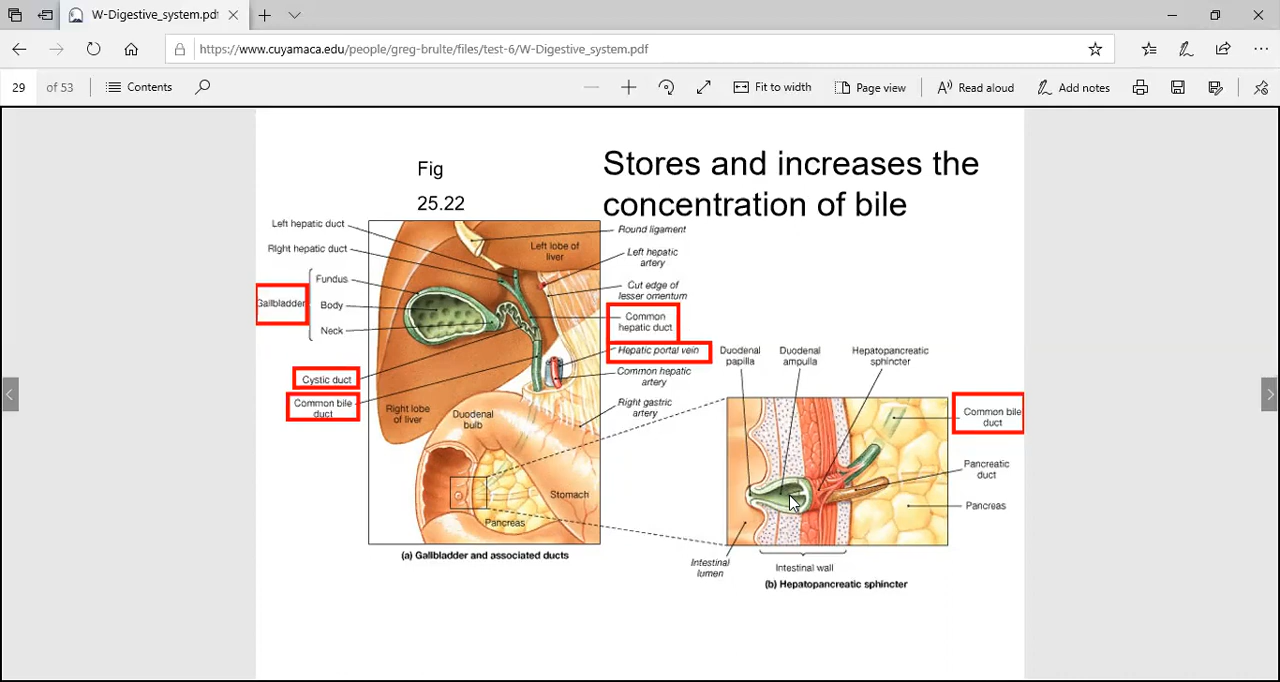 W-Digestive_system.pdf
https://www.cuyamaca.edu/people/greg-brulte/files/test-6/W-Digestive_system.pdf
29 of 53 Contents Fit to width Page view Read aloud Add notes
Fig
25.22
Stores and increases the
concentration of bile
Left hepatic duct
Right hepatic duct
Fundus
Gallbladder
Body
Neck
Cystic duct
Common bile
duct
Round ligament
Left lobe of
liver
Left hepatic
artery
Cut edge of
lesser omentum
Common
hepatic duct
Hepatic portal vein
Common hepatic
artery
Right gastric
artery
Right lobe
of liver
Duodenal
bulb
Stomach
Pancreas
(a) Gallbladder and associated ducts
Duodenal
papilla
Duodenal
ampulla
Hepatopancreatic
sphincter
Common bile
duct
Pancreatic
duct
Pancreas
Intestinal
lumen
Intestinal wall
(b) Hepatopancreatic sphincter